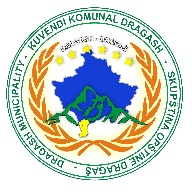 DRAGASH MUNICIPALITY - KUVENDI KOMUNAL DRAGASH - SKUPŠTINA OPŠTINE DRAGAŠ -